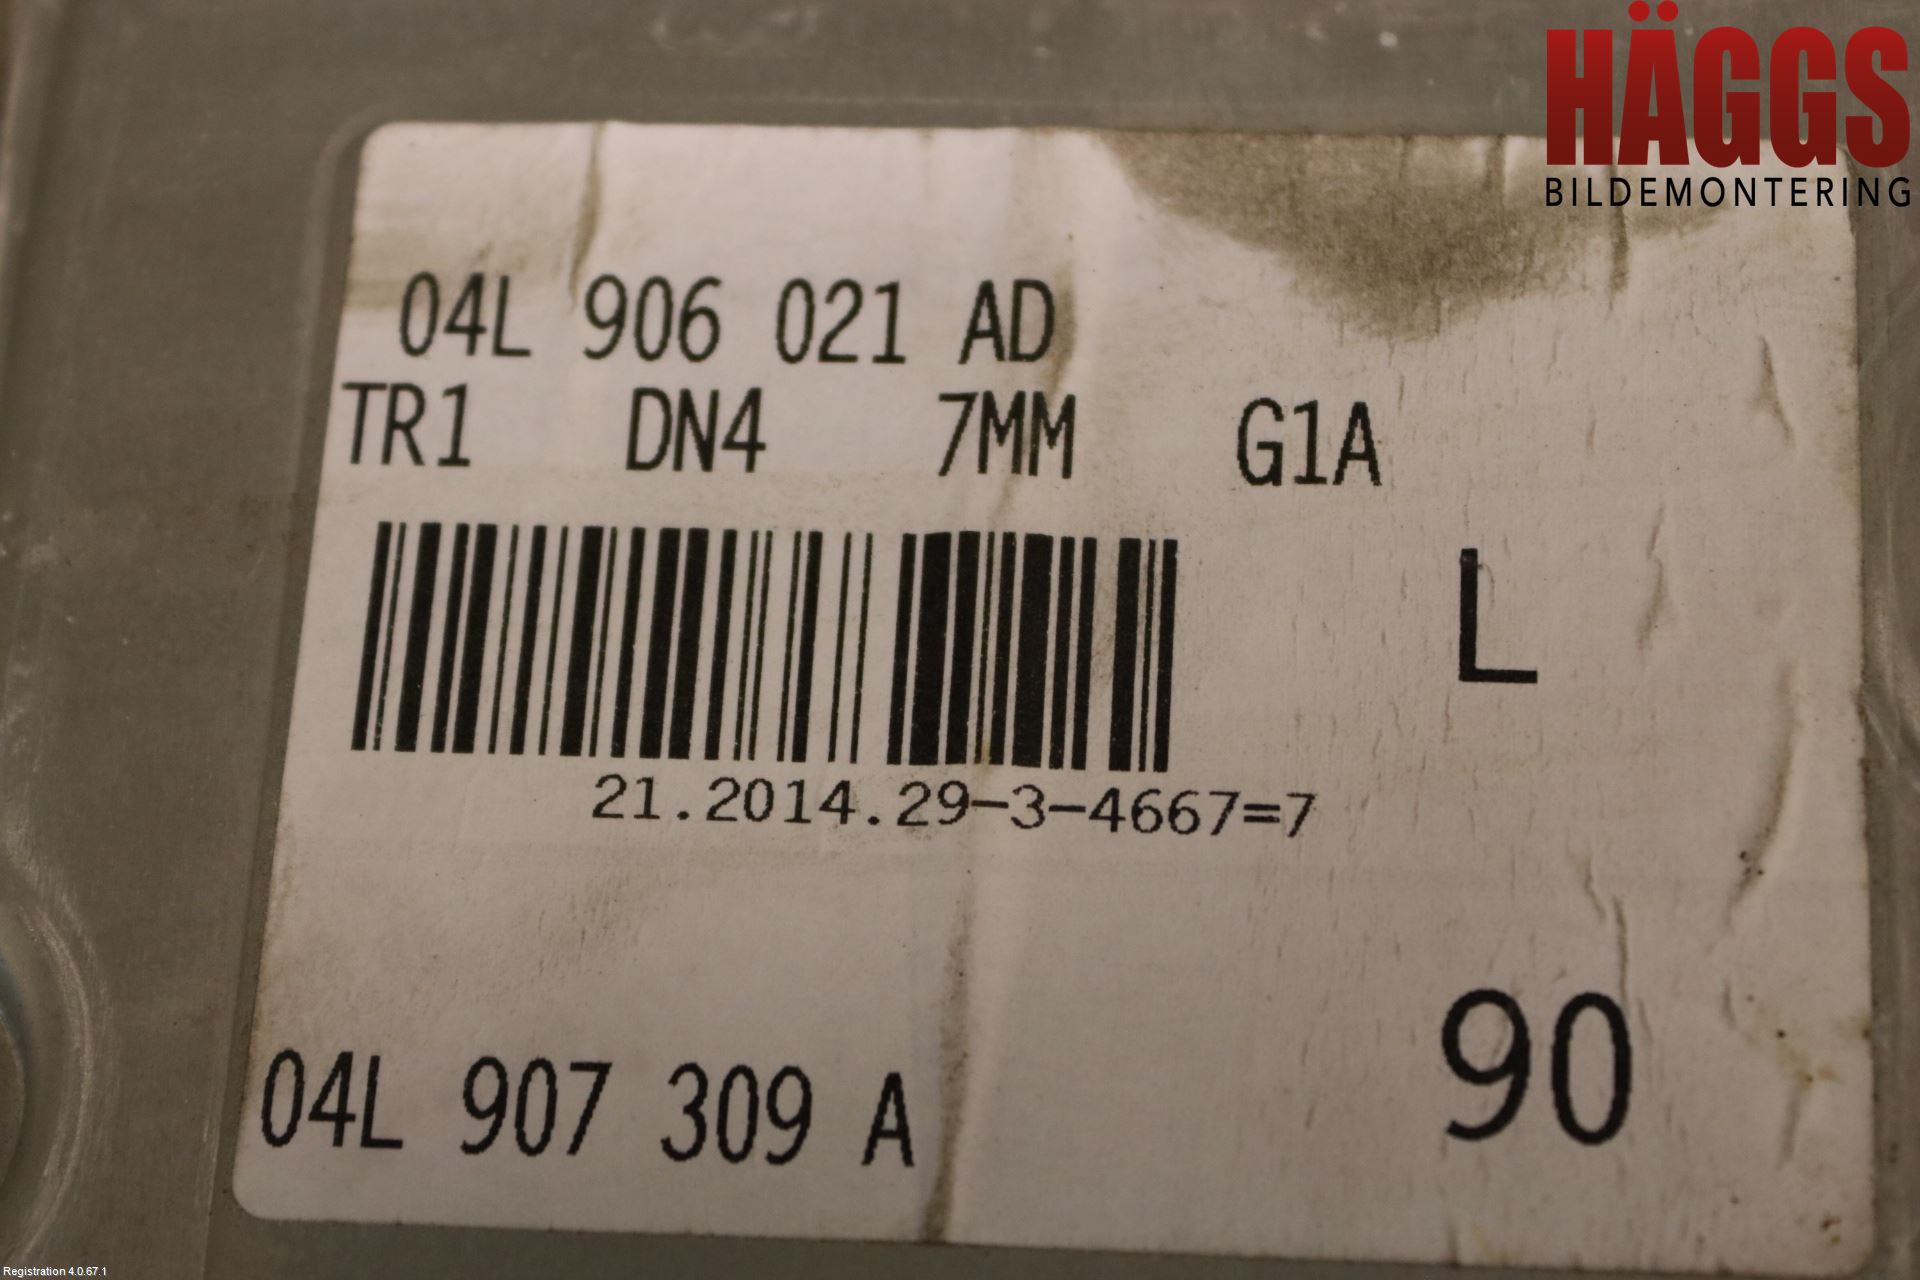 HÄGGS
BILDEMONTERING
04L 906 021 AD
TR1 DN4 7MM G1A
L
21.2014.29-3-4667=7
04L 907 309 A
90
Registration 4.0.67.1